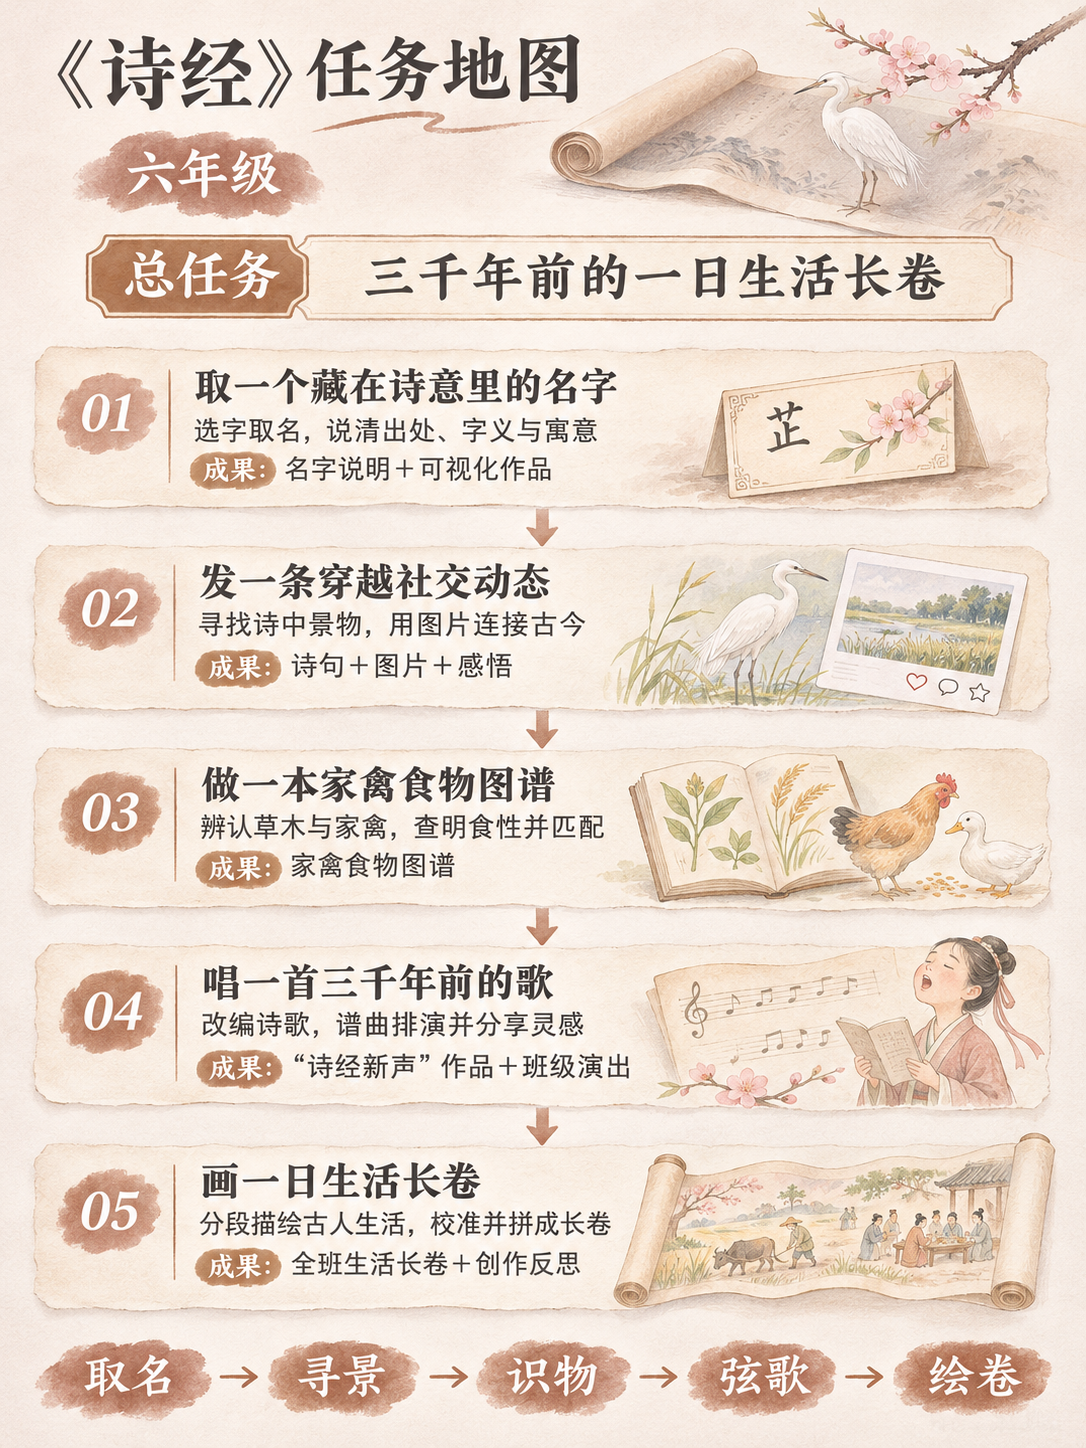 《诗经》任务地图
六年级
总任务
三千年前的一日生活长卷
01
取一个藏在诗意里的名字
选字取名，说清出处、字义与寓意
成果：名字说明＋可视化作品
芷
02
发一条穿越社交动态
寻找诗中景物，用图片连接古今
成果：诗句＋图片＋感悟
03
做一本家禽食物图谱
辨认草木与家禽，查明食性并匹配
成果：家禽食物图谱
04
唱一首三千年前的歌
改编诗歌，谱曲排演并分享灵感
成果：“诗经新声”作品＋班级演出
05
画一日生活长卷
分段描绘古人生活，校准并拼成长卷
成果：全班生活长卷＋创作反思
取名→寻景→识物→弦歌→绘卷